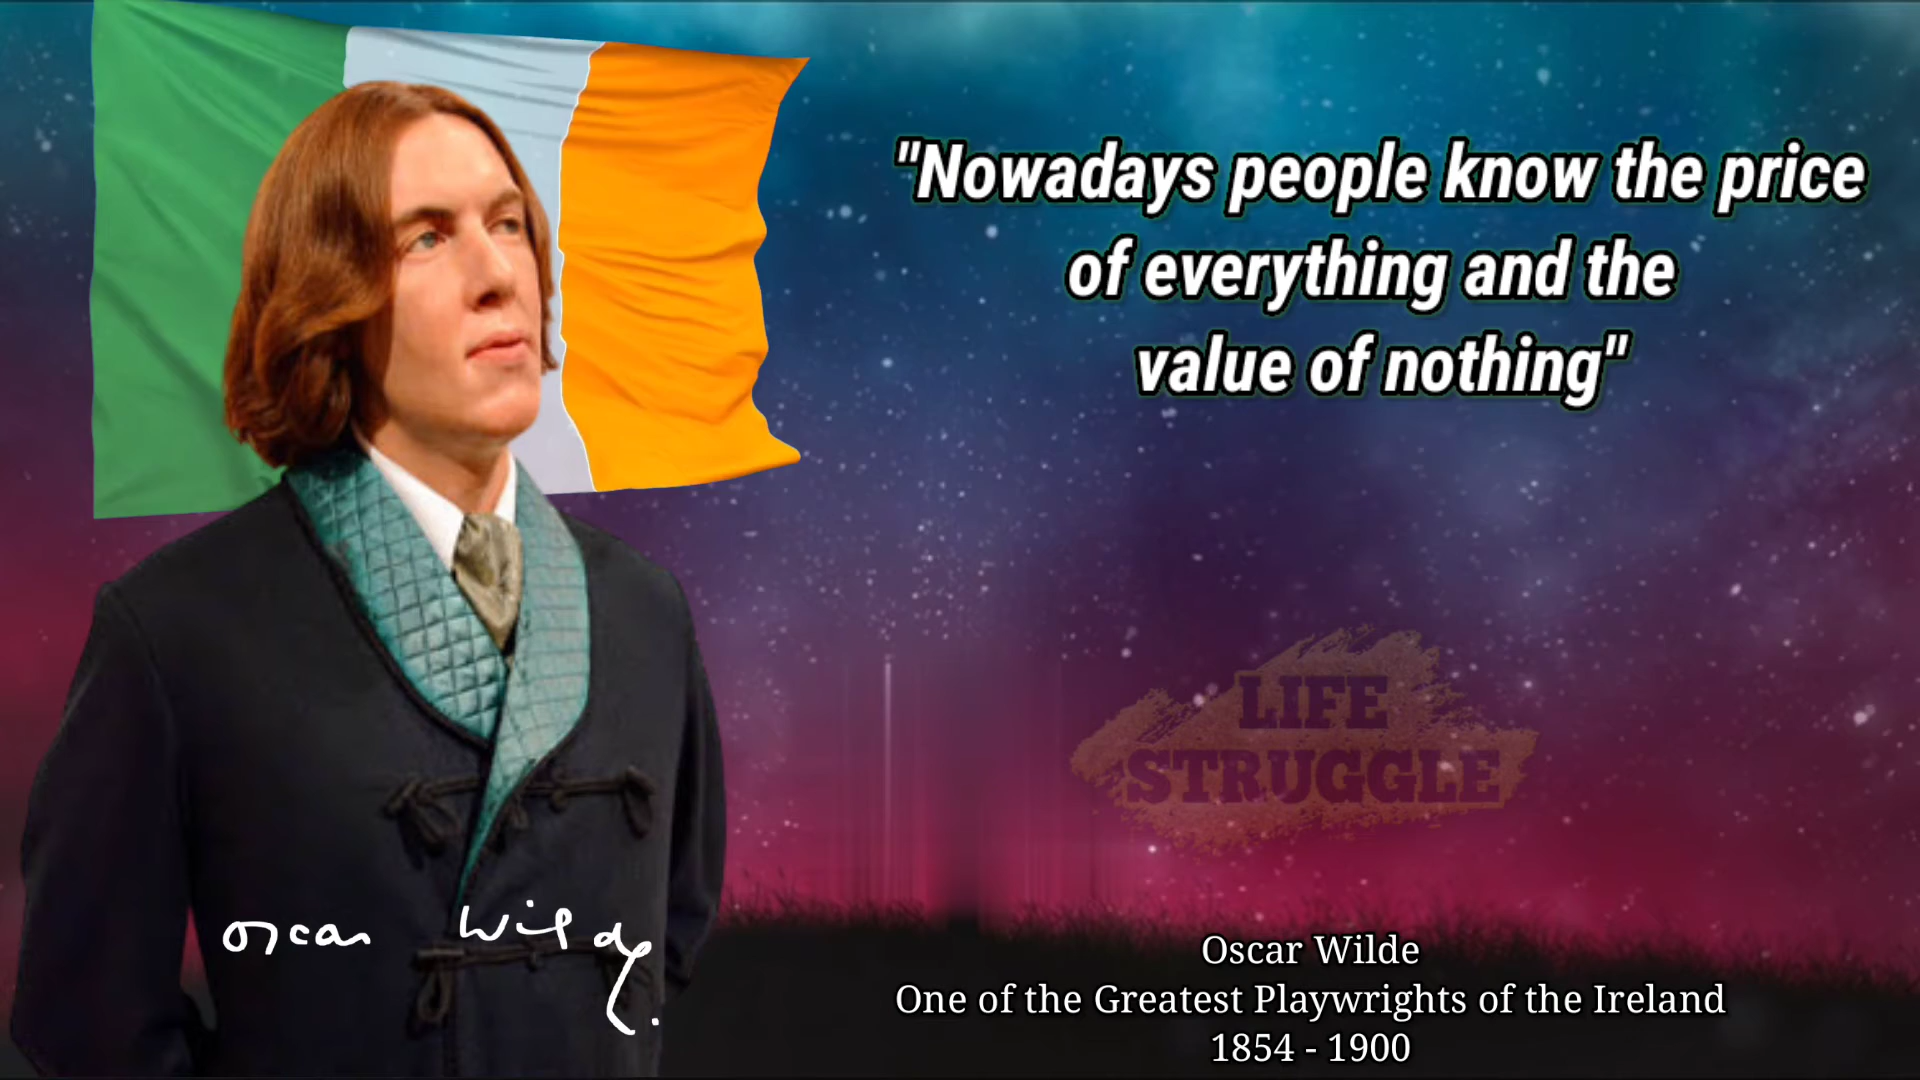 "Nowadays people know the price
of everything and the
value of nothing"
LIFE
STRUGGLE
Oscar Wilde
Oscar Wilde
One of the Greatest Playwrights of the Ireland
1854 - 1900